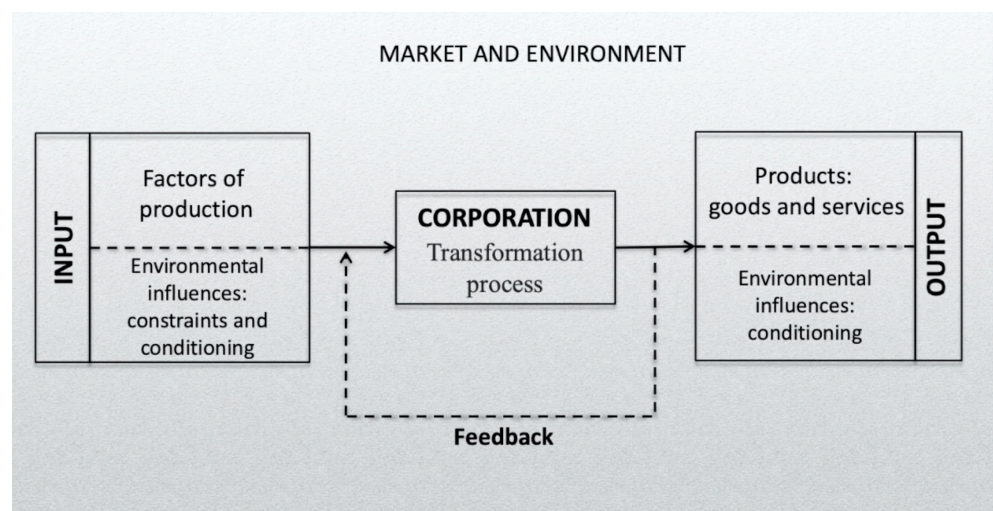 MARKET AND ENVIRONMENT
INPUT
Factors of
production
Environmental
influences:
constraints and
conditioning
CORPORATION
Transformation
process
Feedback
Products:
goods and services
Environmental
influences:
conditioning
OUTPUT